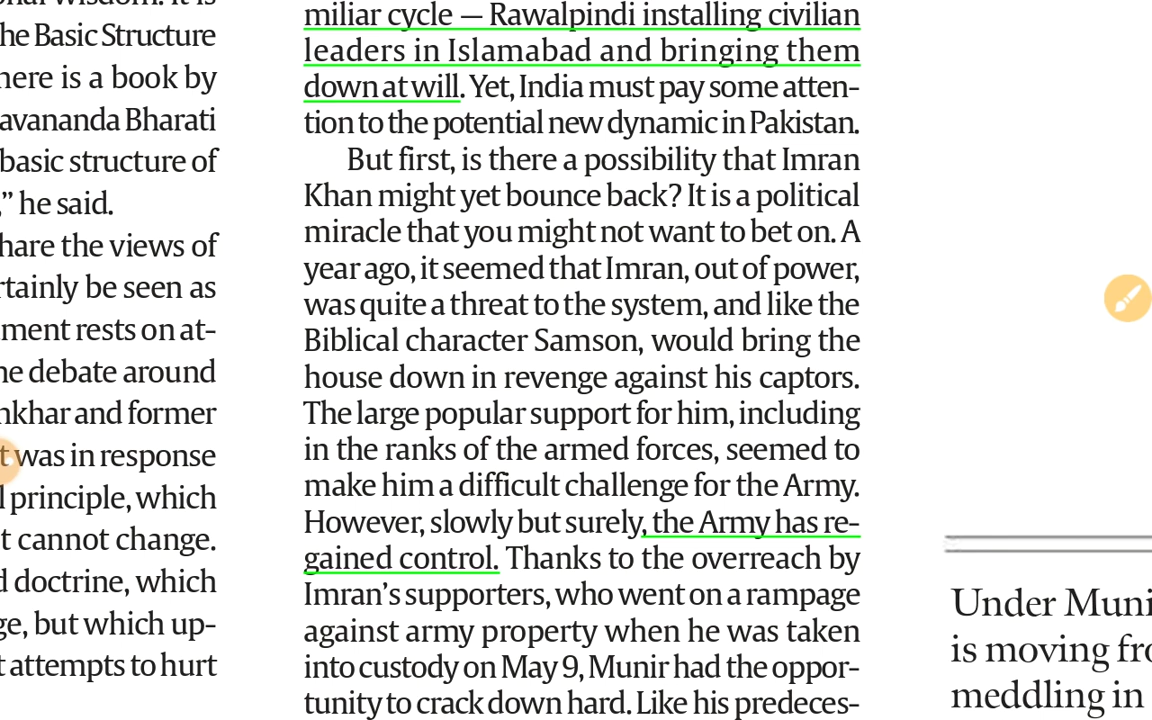 he Basic Structure
here is a book by
avananda Bharati
basic structure of
,” he said.
hare the views of
rtainly be seen as
ment rests on at-
he debate around
nkhar and former
t was in response
l principle, which
t cannot change.
d doctrine, which
ge, but which up-
t attempts to hurt
miliar cycle — Rawalpindi installing civilian
leaders in Islamabad and bringing them
down at will. Yet, India must pay some atten-
tion to the potential new dynamic in Pakistan.
But first, is there a possibility that Imran
Khan might yet bounce back? It is a political
miracle that you might not want to bet on. A
year ago, it seemed that Imran, out of power,
was quite a threat to the system, and like the
Biblical character Samson, would bring the
house down in revenge against his captors.
The large popular support for him, including
in the ranks of the armed forces, seemed to
make him a difficult challenge for the Army.
However, slowly but surely, the Army has re-
gained control. Thanks to the overreach by
Imran’s supporters, who went on a rampage
against army property when he was taken
into custody on May 9, Munir had the oppor-
tunity to crack down hard. Like his predeces-
Under Muni
is moving fro
meddling in